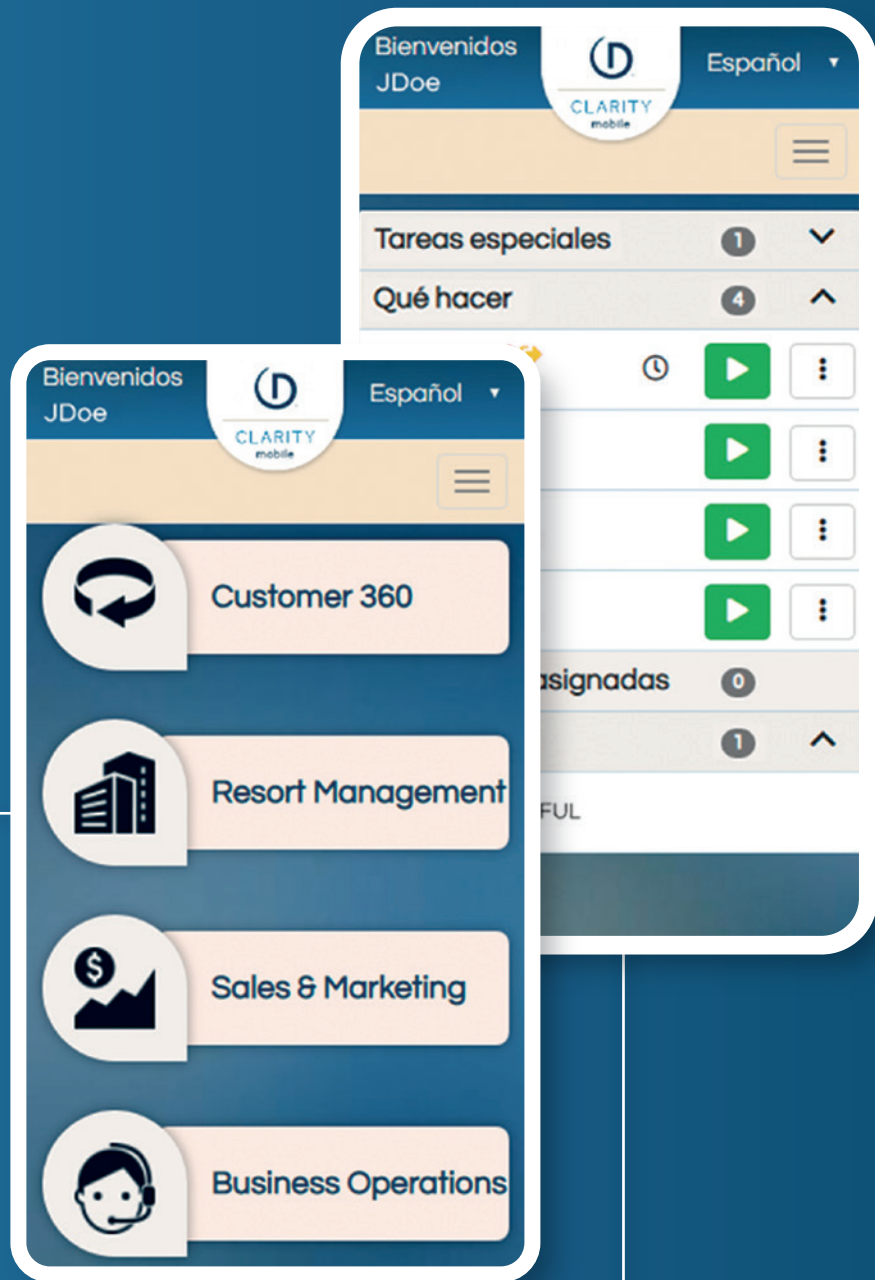 Bienvenidos
JDoe
CLARITY
mobile
Español
Tareas especiales
1
Qué hacer
4
asignadas
0
1
FUL
Bienvenidos
JDoe
CLARITY
mobile
Español
Customer 360
Resort Management
$
Sales & Marketing
Business Operations